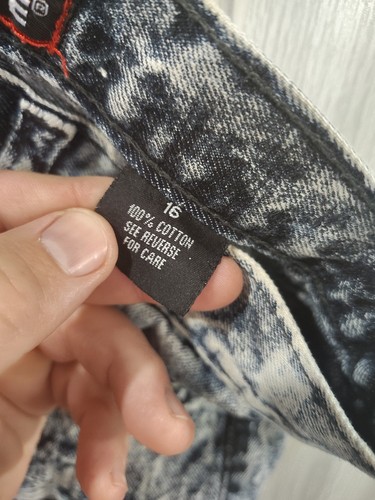 16
100% COTTON
SEE REVERSE
FOR CARE